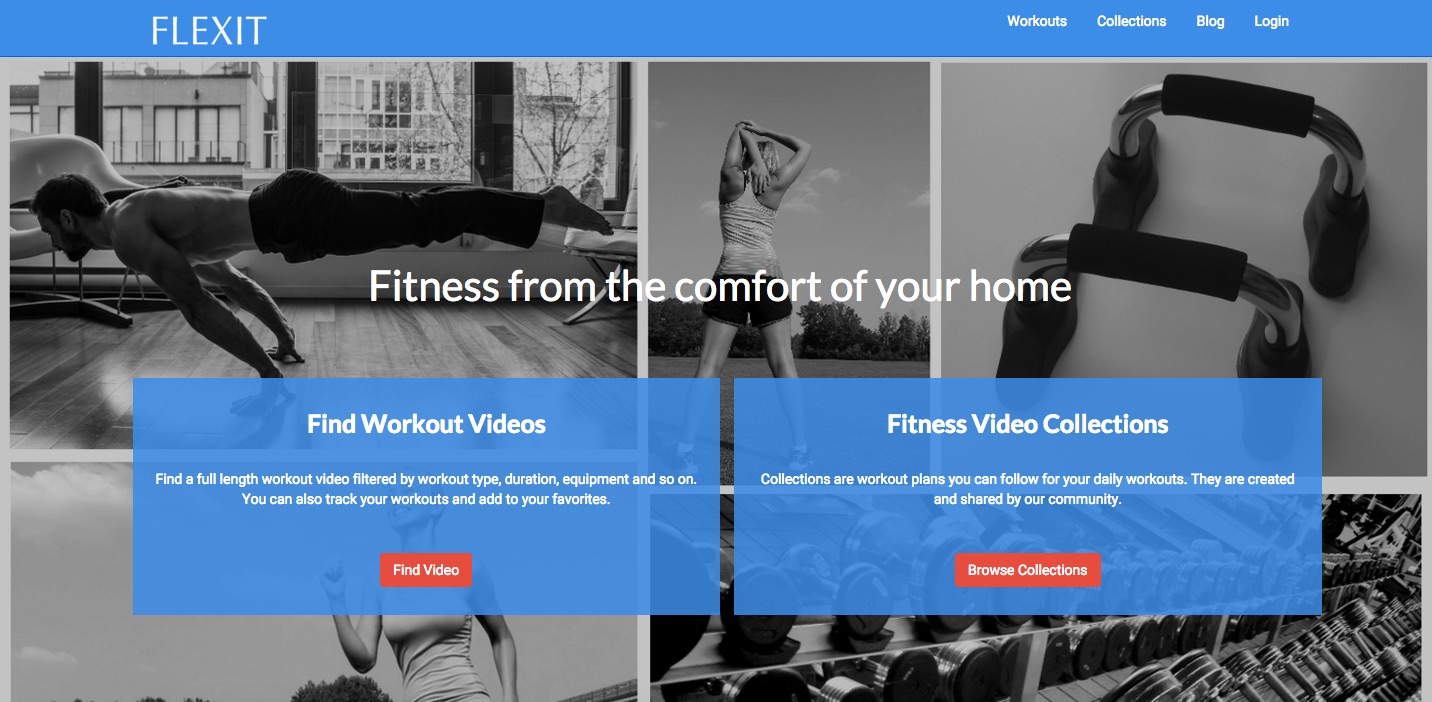 FLEXIT
Workouts Collections Blog Login
Fitness from the comfort of your home
Find Workout Videos
Find a full length workout video filtered by workout type, duration, equipment and so on.
You can also track your workouts and add to your favorites.
Find Video
Fitness Video Collections
Collections are workout plans you can follow for your daily workouts. They are created
and shared by our community.
Browse Collections